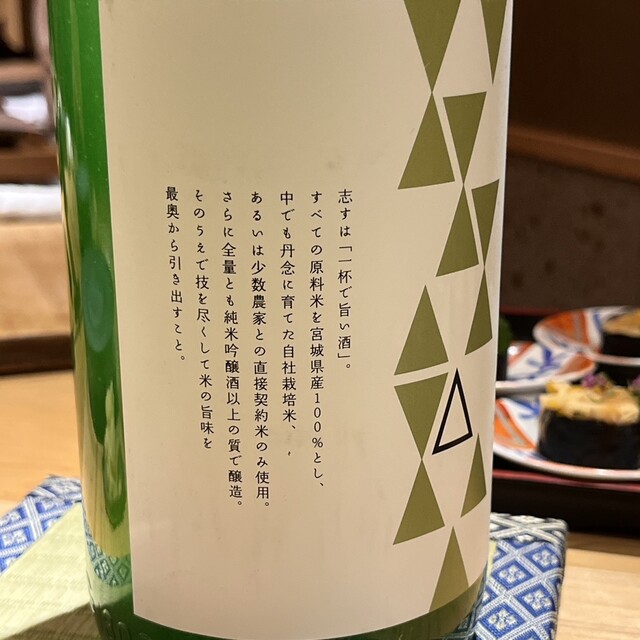 志すは「一杯で旨い酒」。
すべての原料米を宮城県産100%とし、
中でも丹念に育てた自社栽培米、
あるいは少数農家との直接契約米のみ使用。
さらに全量とも純米吟醸酒以上の質で醸造。
そのうえで技を尽くして米の旨味を
最奥から引き出すこと。